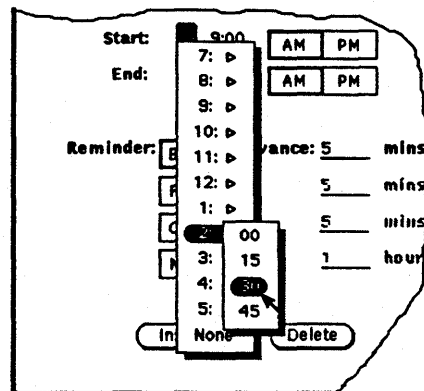 Start: 9:00 AM PM
7:
End: AM PM
8:
9:
10:
Reminder: vance: 5 mins
11:
12: 5 mins
1:
2: 00 5 mins
3: 15 1 hour
4: 30
5: 45
None Delete